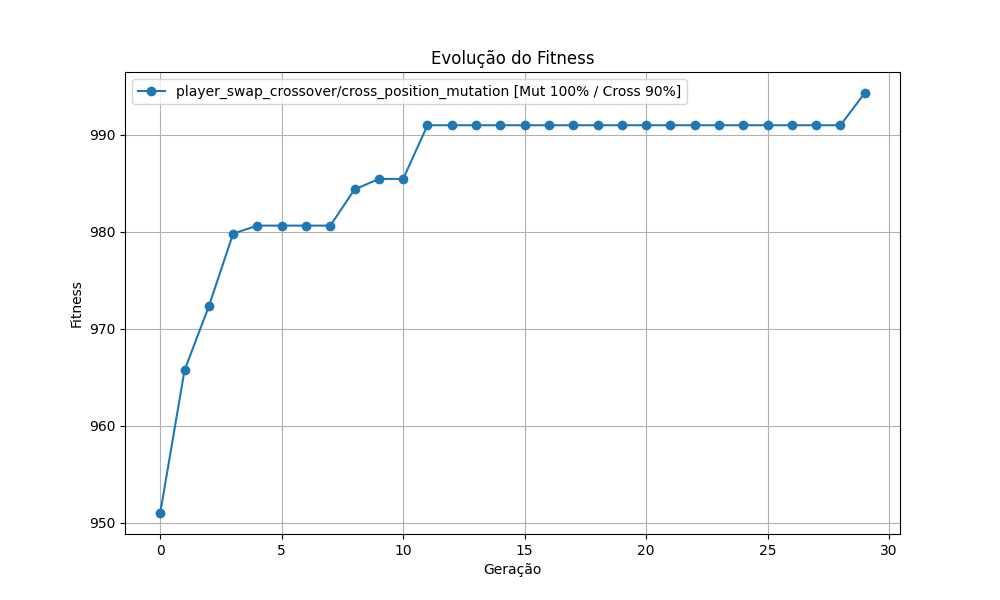 Evolução do Fitness
player_swap_crossover/cross_position_mutation [Mut 100% / Cross 90%]
990
980
970
960
950
Fitness
0 5 10 15 20 25 30
Geração